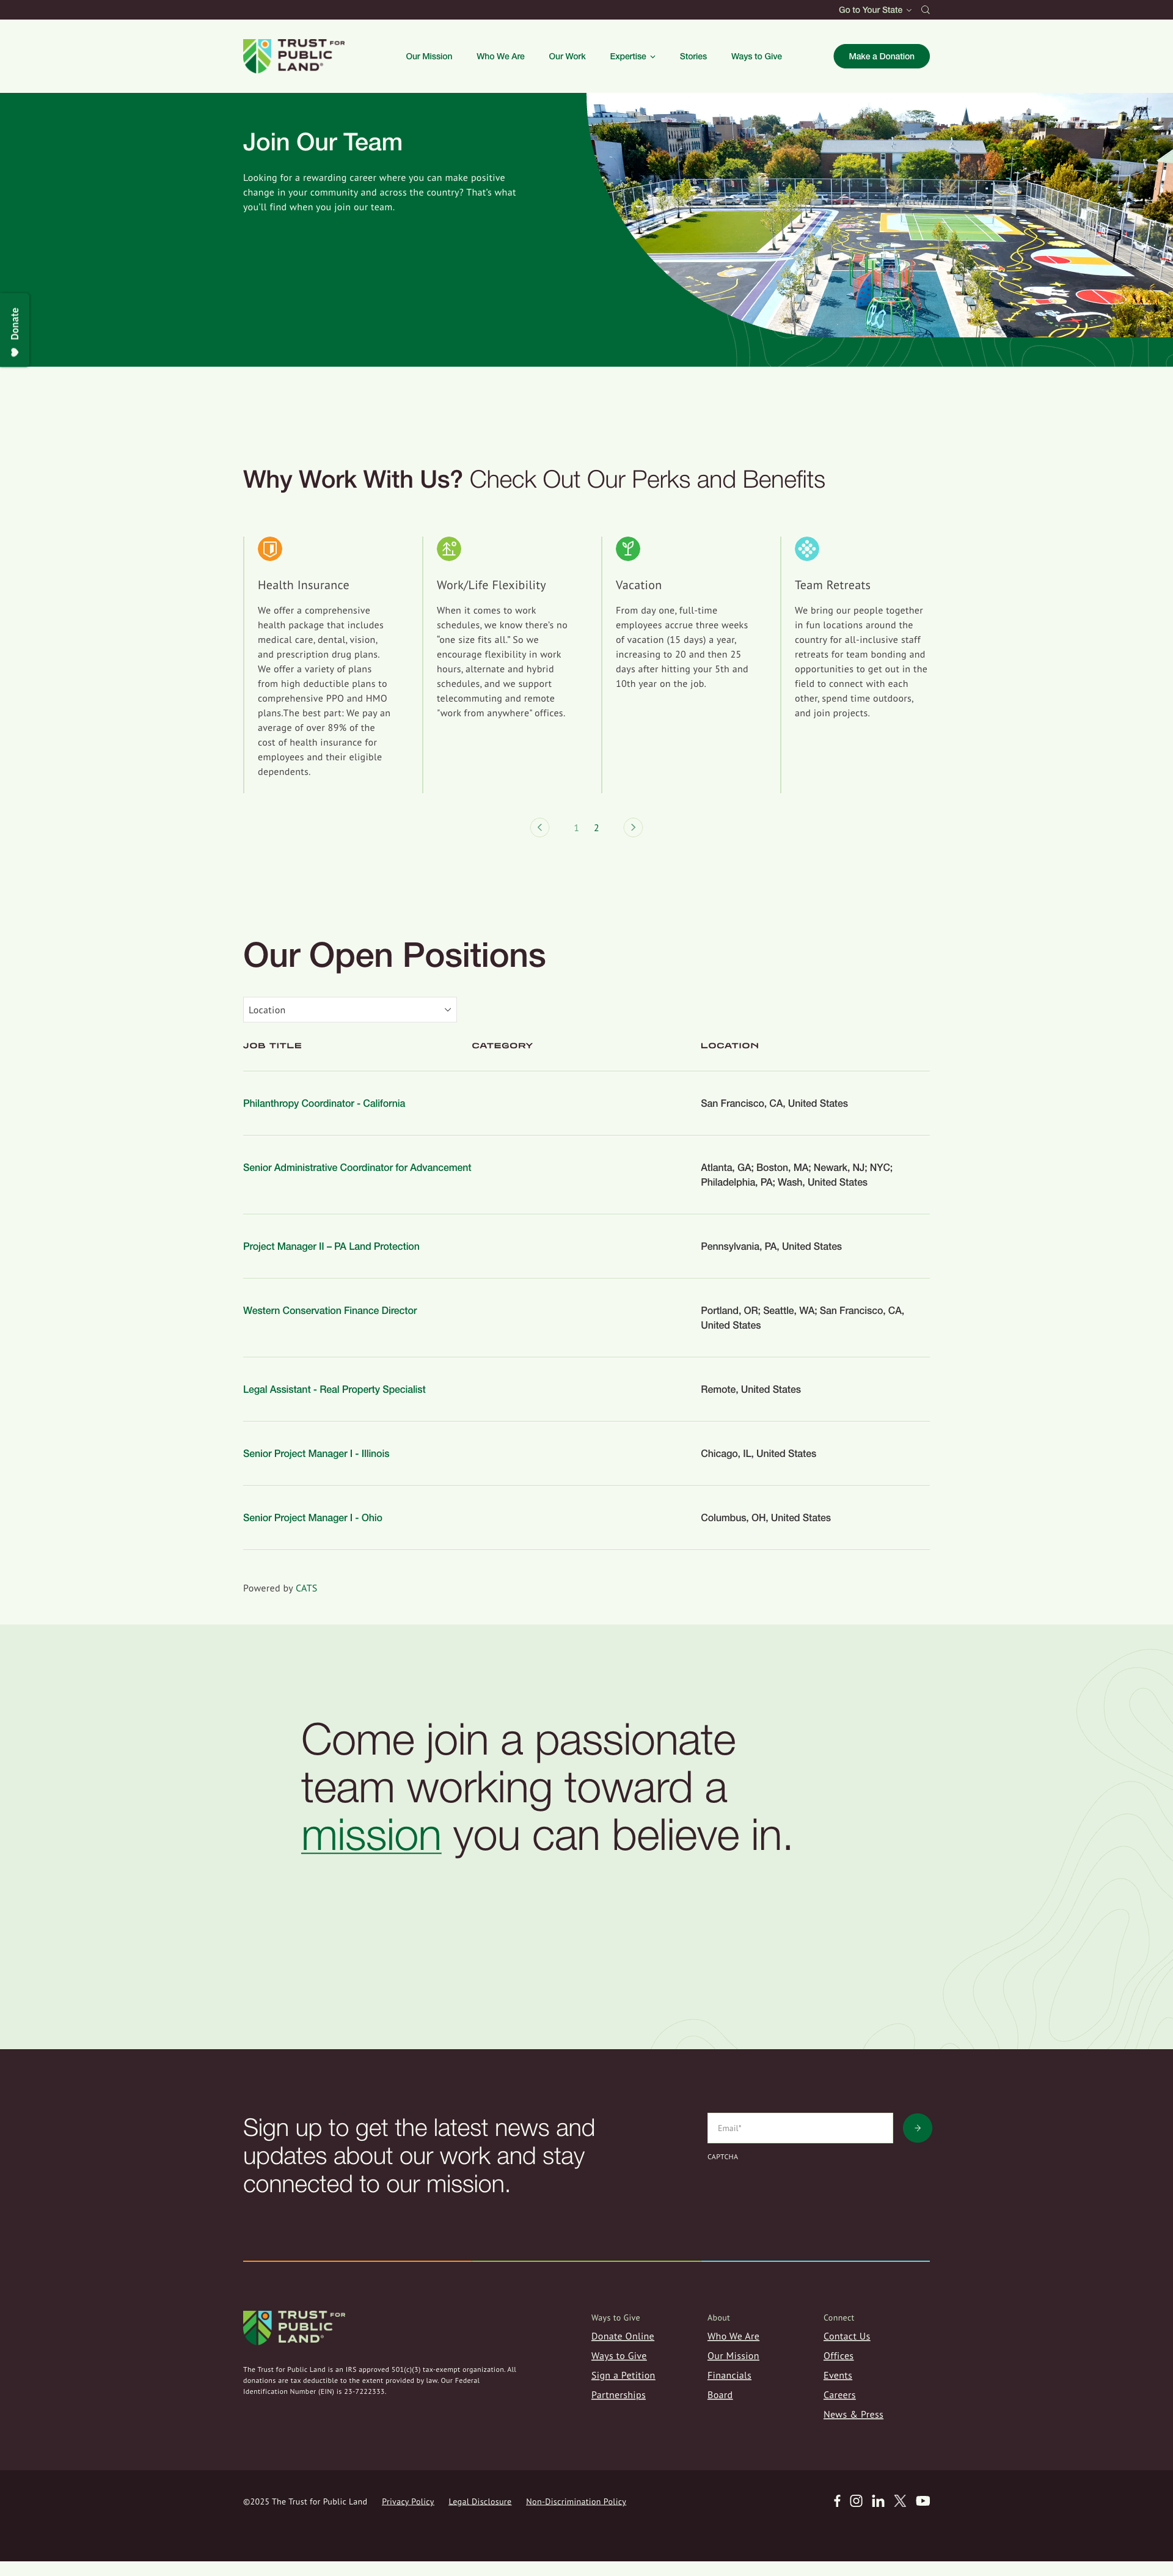 Go to Your State
TRUST FOR
PUBLIC
LAND®
Our Mission
Who We Are
Our Work
Expertise
Stories
Ways to Give
Make a Donation
Join Our Team
Looking for a rewarding career where you can make positive
change in your community and across the country? That's what
you'll find when you join our team.
Donate
Why Work With Us? Check Out Our Perks and Benefits
Health Insurance
We offer a comprehensive
health package that includes
medical care, dental, vision,
and prescription drug plans.
We offer a variety of plans
from high deductible plans to
comprehensive PPO and HMO
plans.The best part: We pay an
average of over 89% of the
cost of health insurance for
employees and their eligible
dependents.
Work/Life Flexibility
When it comes to work
schedules, we know there's no
"one size fits all." So we
encourage flexibility in work
hours, alternate and hybrid
schedules, and we support
telecommuting and remote
"work from anywhere" offices.
Vacation
From day one, full-time
employees accrue three weeks
of vacation (15 days) a year,
increasing to 20 and then 25
days after hitting your 5th and
10th year on the job.
Team Retreats
We bring our people together
in fun locations around the
country for all-inclusive staff
retreats for team bonding and
opportunities to get out in the
field to connect with each
other, spend time outdoors,
and join projects.
1 2
Our Open Positions
Location
JOB TITLE
CATEGORY
LOCATION
Philanthropy Coordinator - California
San Francisco, CA, United States
Senior Administrative Coordinator for Advancement
Atlanta, GA; Boston, MA; Newark, NJ; NYC;
Philadelphia, PA; Wash, United States
Project Manager II – PA Land Protection
Pennsylvania, PA, United States
Western Conservation Finance Director
Portland, OR; Seattle, WA; San Francisco, CA,
United States
Legal Assistant - Real Property Specialist
Remote, United States
Senior Project Manager I - Illinois
Chicago, IL, United States
Senior Project Manager I - Ohio
Columbus, OH, United States
Powered by CATS
Come join a passionate
team working toward a
mission you can believe in.
Sign up to get the latest news and
updates about our work and stay
connected to our mission.
Email*
CAPTCHA
TRUST FOR
PUBLIC
LAND®
The Trust for Public Land is an IRS approved 501(c)(3) tax-exempt organization. All
donations are tax deductible to the extent provided by law. Our Federal
Identification Number (EIN) is 23-7222333.
Ways to Give
Donate Online
Ways to Give
Sign a Petition
Partnerships
About
Who We Are
Our Mission
Financials
Board
Connect
Contact Us
Offices
Events
Careers
News & Press
©2025 The Trust for Public Land
Privacy Policy
Legal Disclosure
Non-Discrimination Policy